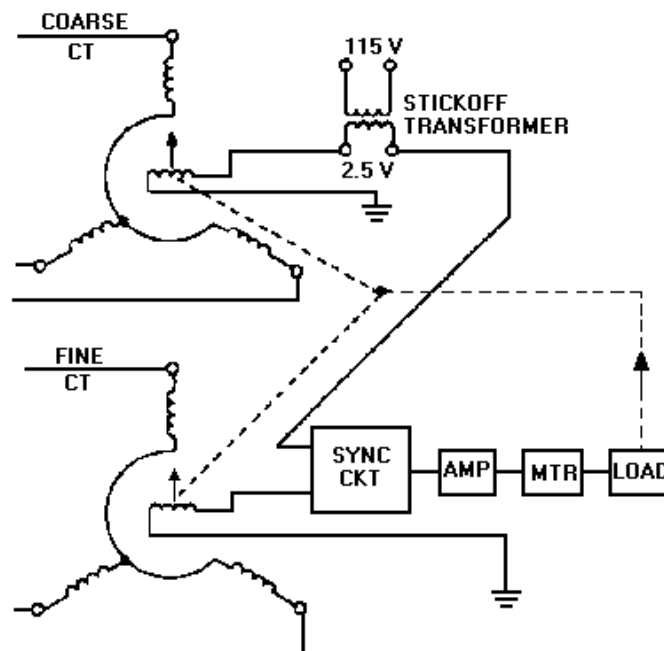 COARSE
CT
115 V
STICKOFF
TRANSFORMER
2.5 V
FINE
CT
SYNC
CKT
AMP
MTR
LOAD